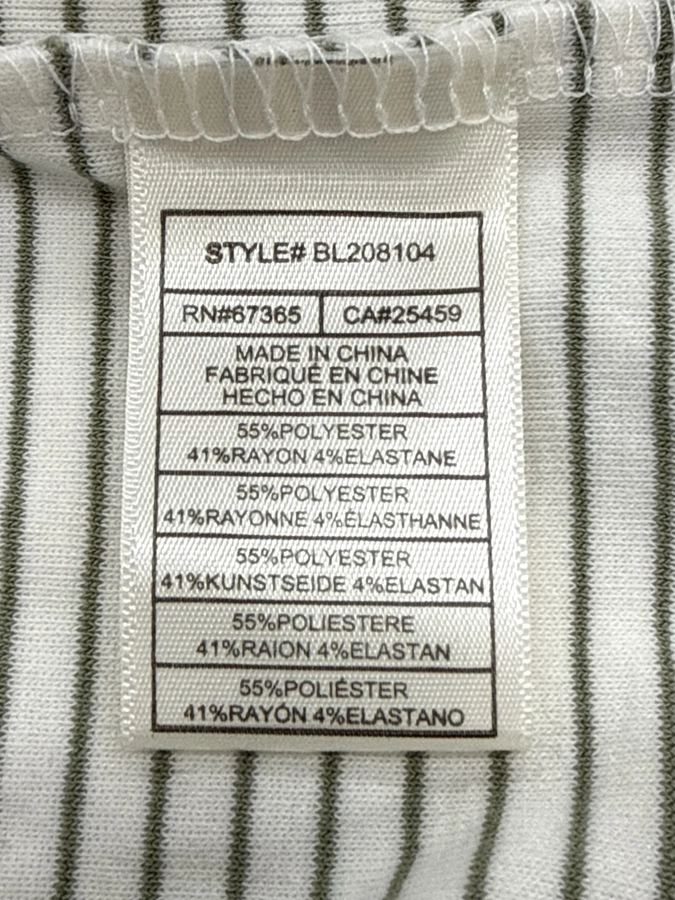 STYLE# BL208104
RN#67365 CA#25459
MADE IN CHINA
FABRIQUÉ EN CHINE
HECHO EN CHINA
55%POLYESTER
41%RAYON 4%ELASTANE
55%POLYESTER
41%RAYONNE 4%ÉLASTHANNE
55%POLYESTER
41%KUNSTSEIDE 4%ELASTAN
55%POLIESTERE
41%RAION 4%ELASTAN
55%POLIÉSTER
41%RAYÓN 4%ELASTANO